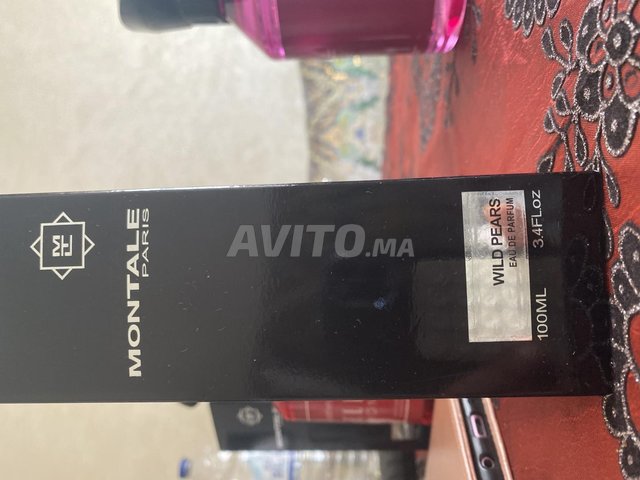 MONTALE
PARIS
WILD PEARS
EAU DE PARFUM
100ML 3.4FLoz
AVITO.MA